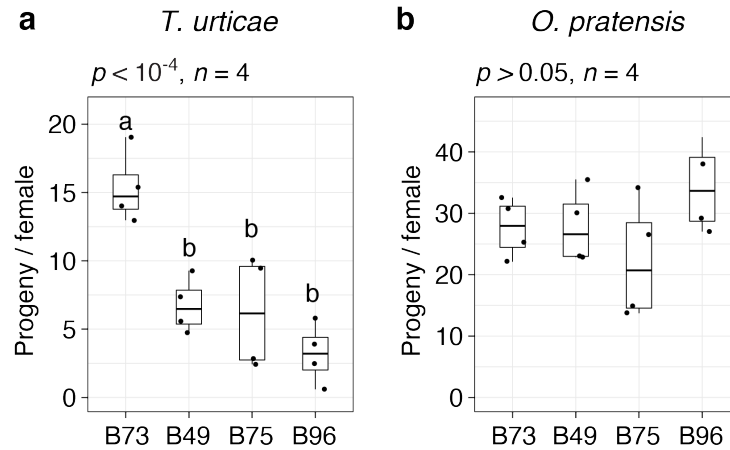 a
T. urticae
p < 10⁻⁴, n = 4
Progeny / female
20
15
10
5
0
a
b
b
b
B73 B49 B75 B96
b
O. pratensis
p > 0.05, n = 4
Progeny / female
40
30
20
10
0
B73 B49 B75 B96